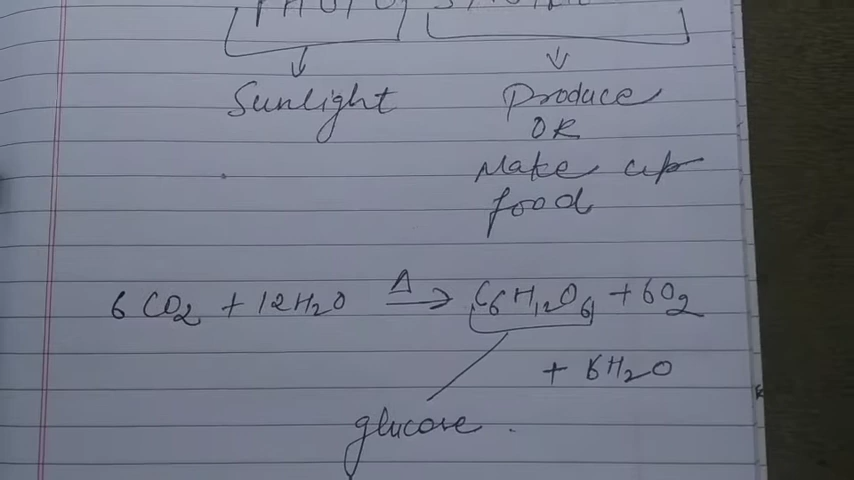 Sunlight Produce
OR
Make up
food
6 CO2 + 12H2O Δ → C6H12O6 + 6O2
+ 6H2O
glucose.